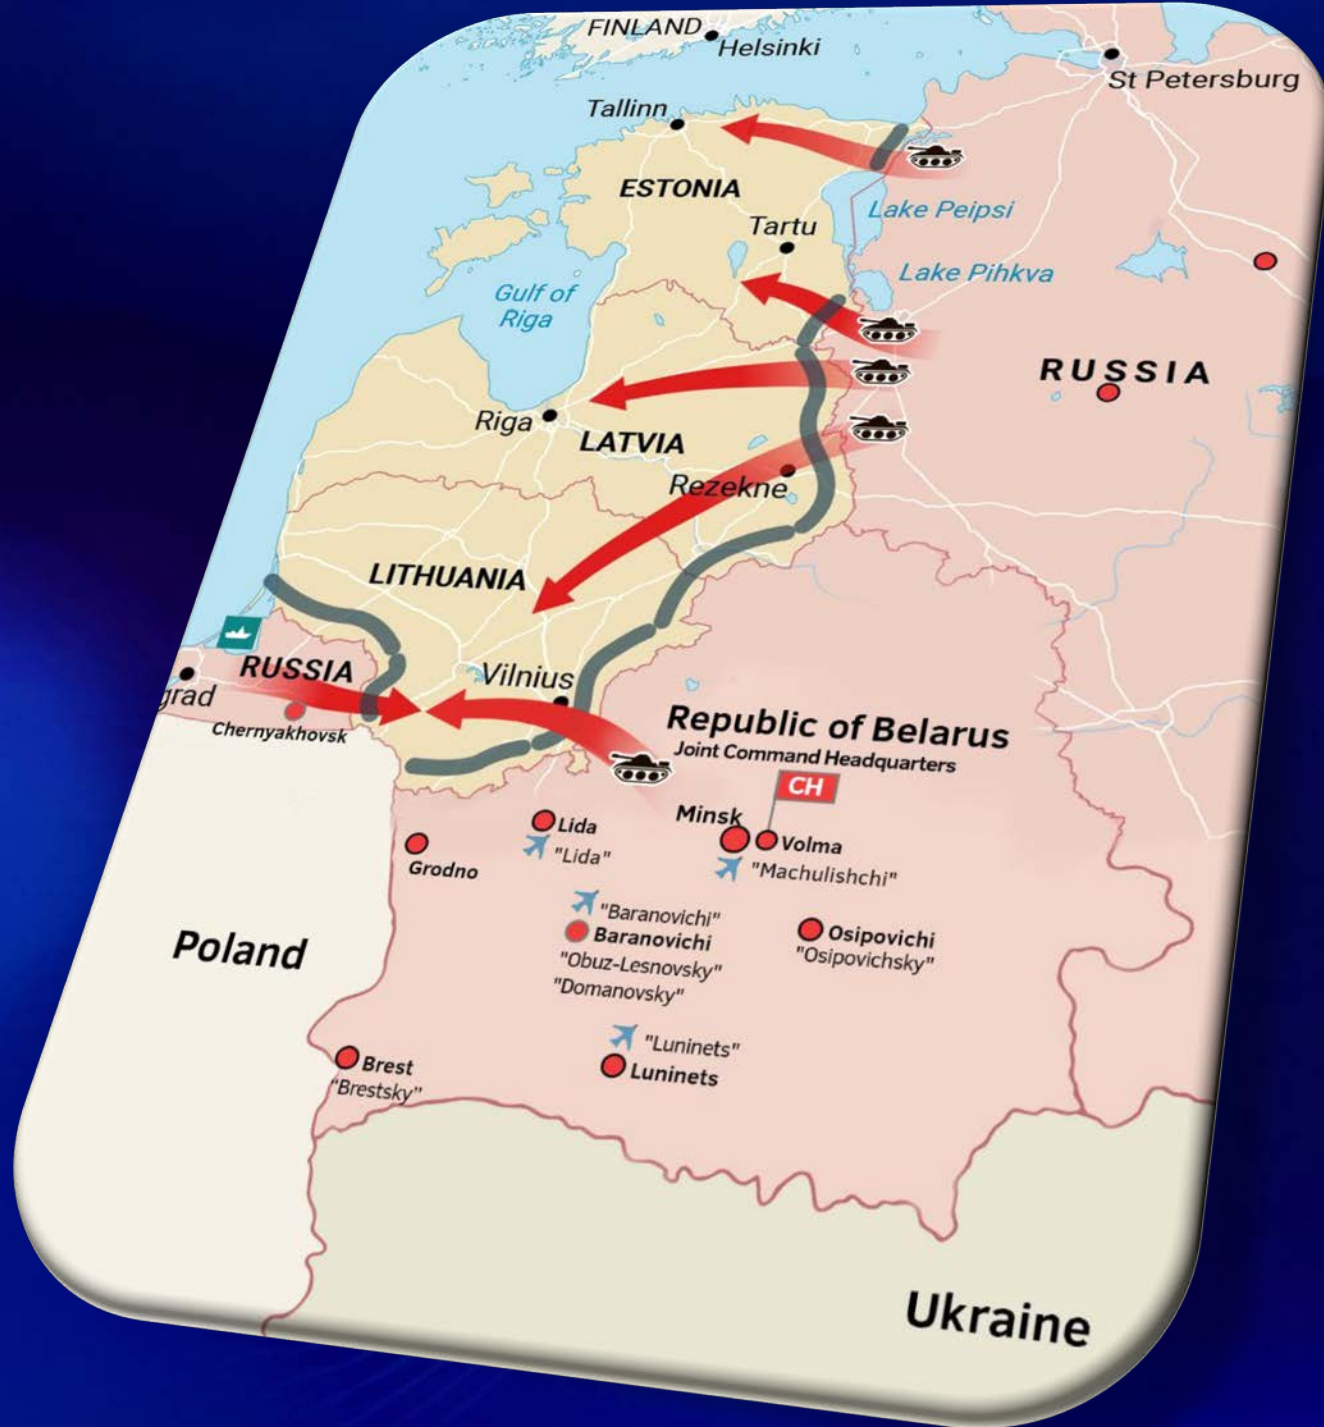 FINLAND
Helsinki
St Petersburg
Tallinn
ESTONIA
Lake Peipsi
Tartu
Lake Pihkva
Gulf of
Riga
RUSSIA
Riga
LATVIA
Rezekne
LITHUANIA
RUSSIA
Vilnius
grad
Chernyakhovsk
Republic of Belarus
Joint Command Headquarters
CH
Minsk
Volma
"Machulishchi"
Lida
"Lida"
Grodno
"Baranovichi"
Baranovichi
"Obuz-Lesnovsky"
"Domanovsky"
Osipovichi
"Osipovichsky"
Poland
"Luninets"
Luninets
Brest
"Brestsky"
Ukraine